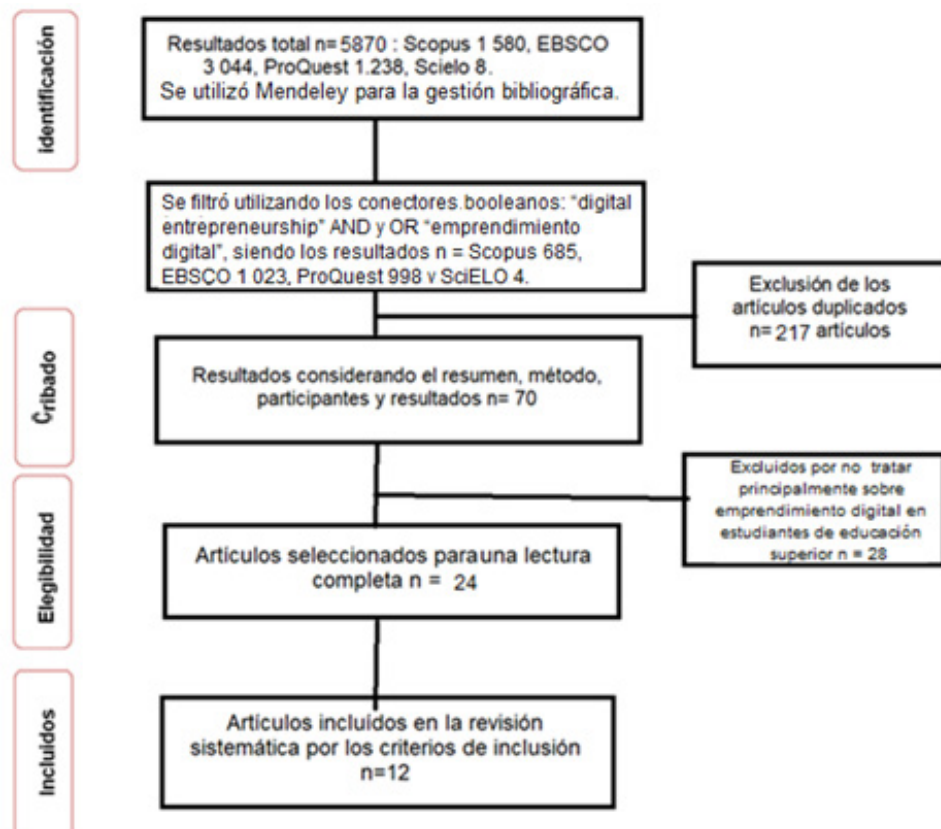 Identificación
Resultados total n=5870 : Scopus 1 580, EBSCO
3 044, ProQuest 1.238, Scielo 8.
Se utilizó Mendeley para la gestión bibliográfica.
Se filtró utilizando los conectores.booleanos: “digital
entrepreneurship” AND y OR “emprendimiento
digital”, siendo los resultados n = Scopus 685,
EBSCO 1 023, ProQuest 998 y SciELO 4.
Exclusión de los
artículos duplicados
n= 217 artículos
Cribado
Resultados considerando el resumen, método,
participantes y resultados n= 70
Excluidos por no tratar
principalmente sobre
emprendimiento digital en
estudiantes de educación
superior n = 28
Elegibilidad
Artículos seleccionados parauna lectura
completa n = 24
Incluidos
Artículos incluídos en la revisión
sistemática por los criterios de inclusión
n=12